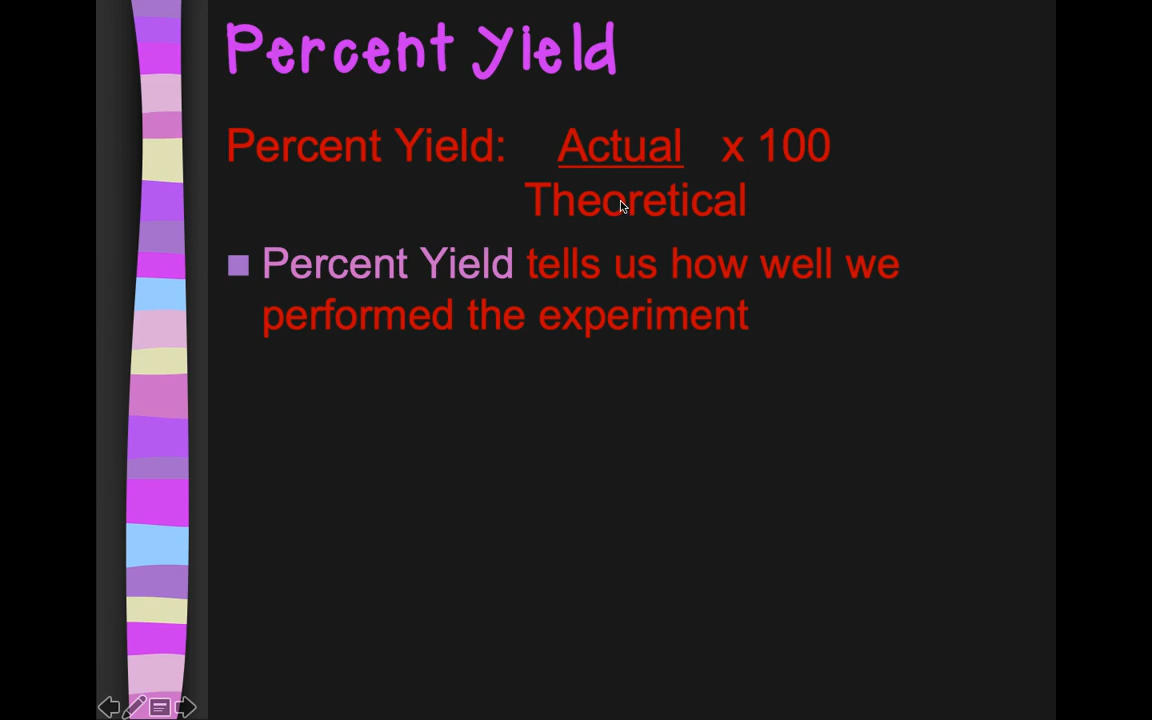 Percent Yield
Percent Yield: Actual x 100
Theoretical
Percent Yield tells us how well we
performed the experiment